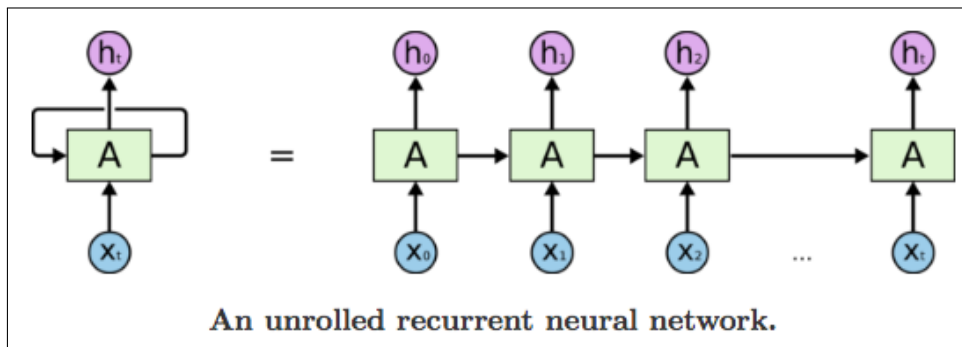 hₜ h₀ h₁ h₂ hₜ
A = A A A A
xₜ x₀ x₁ x₂ ... xₜ
An unrolled recurrent neural network.